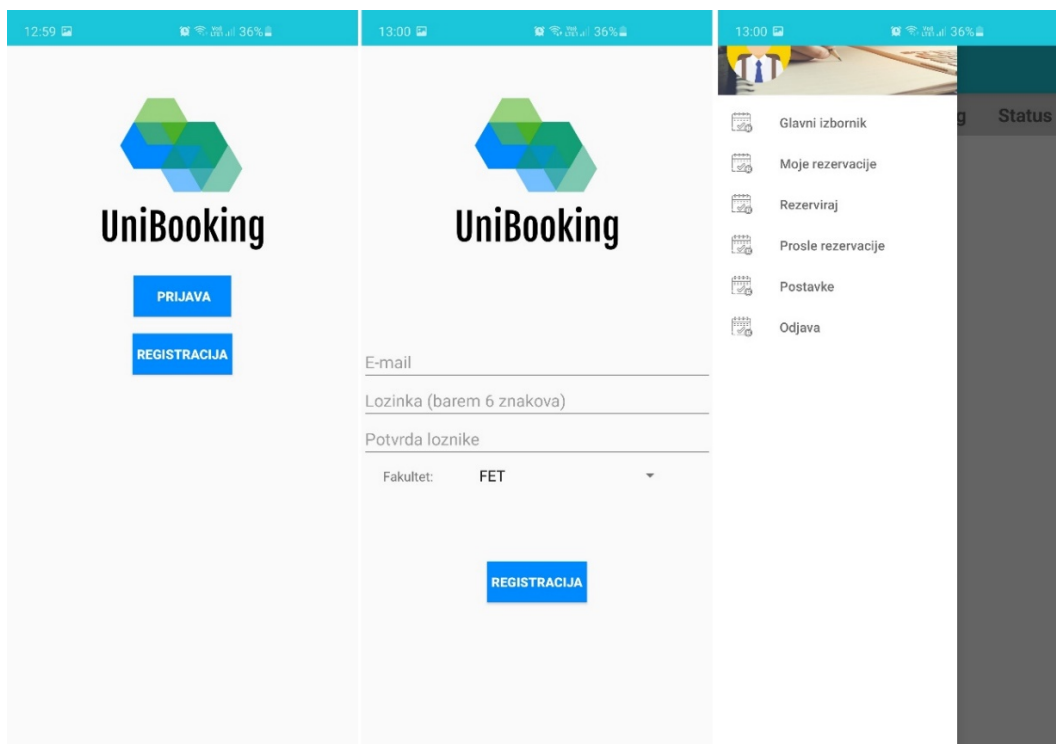 12:59
36%
UniBooking
PRIJAVA
REGISTRACIJA
13:00
36%
UniBooking
E-mail
Lozinka (barem 6 znakova)
Potvrda loznike
Fakultet: FET
REGISTRACIJA
13:00
36%
g Status
Glavni izbornik
Moje rezervacije
Rezerviraj
Prosle rezervacije
Postavke
Odjava